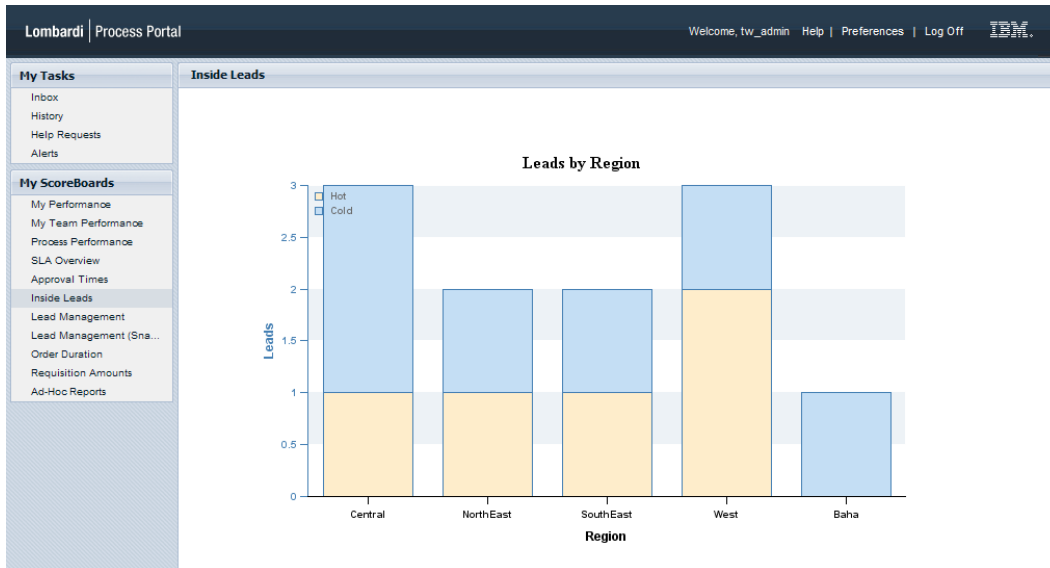 Lombardi | Process Portal
Welcome, tw_admin Help | Preferences | Log Off
IBM.
My Tasks
Inbox
History
Help Requests
Alerts
My ScoreBoards
My Performance
My Team Performance
Process Performance
SLA Overview
Approval Times
Inside Leads
Lead Management
Lead Management (Sna...
Order Duration
Requisition Amounts
Ad-Hoc Reports
Inside Leads
Leads by Region
Hot
Cold
3
2.5
2
1.5
1
0.5
0
Leads
Central NorthEast SouthEast West Baha
Region